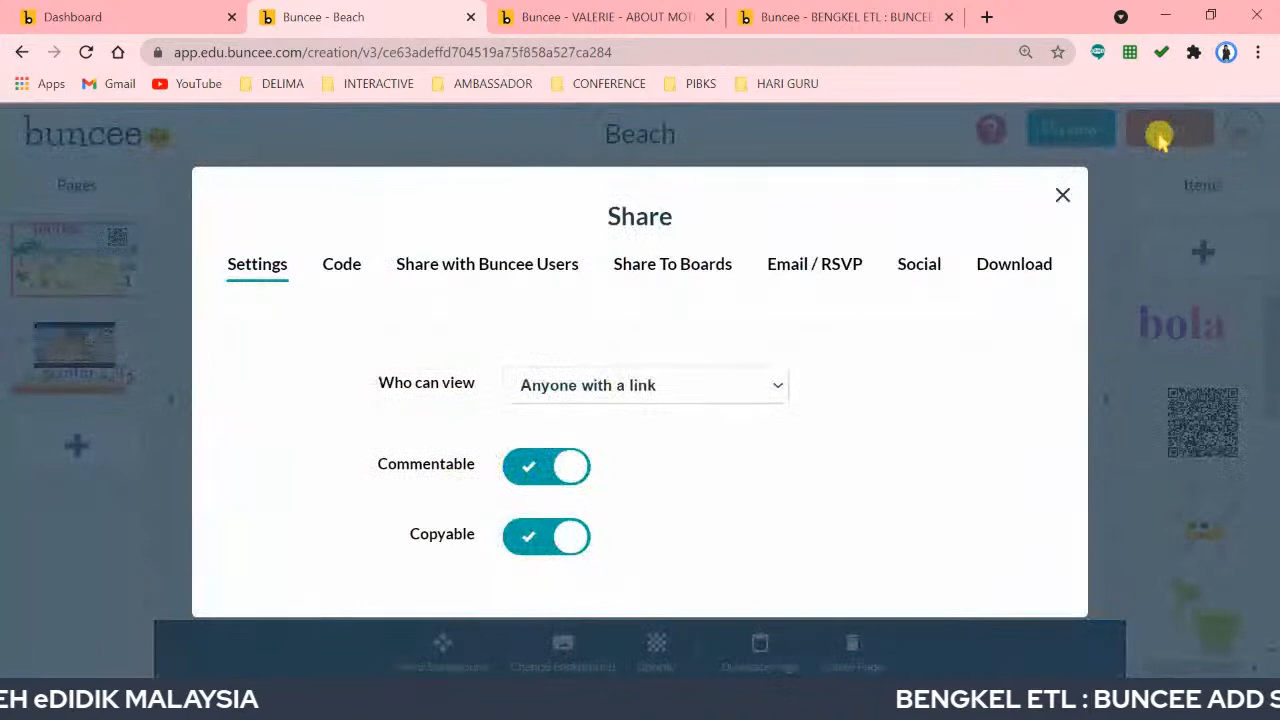 Dashboard
Buncee - Beach
Buncee - VALERIE - ABOUT MOTI
Buncee - BENGKEL ETL : BUNCEE
app.edu.buncee.com/creation/v3/ce63adeffd704519a75f858a527ca284
Apps
Gmail
YouTube
DELIMA
INTERACTIVE
AMBASSADOR
CONFERENCE
PIBKS
HARI GURU
buncee
Beach
Pages
Items
Share
Settings
Code
Share with Buncee Users
Share To Boards
Email / RSVP
Social
Download
Who can view
Anyone with a link
Commentable
Copyable
bola
EH eDIDIK MALAYSIA
BENGKEL ETL : BUNCEE ADD S